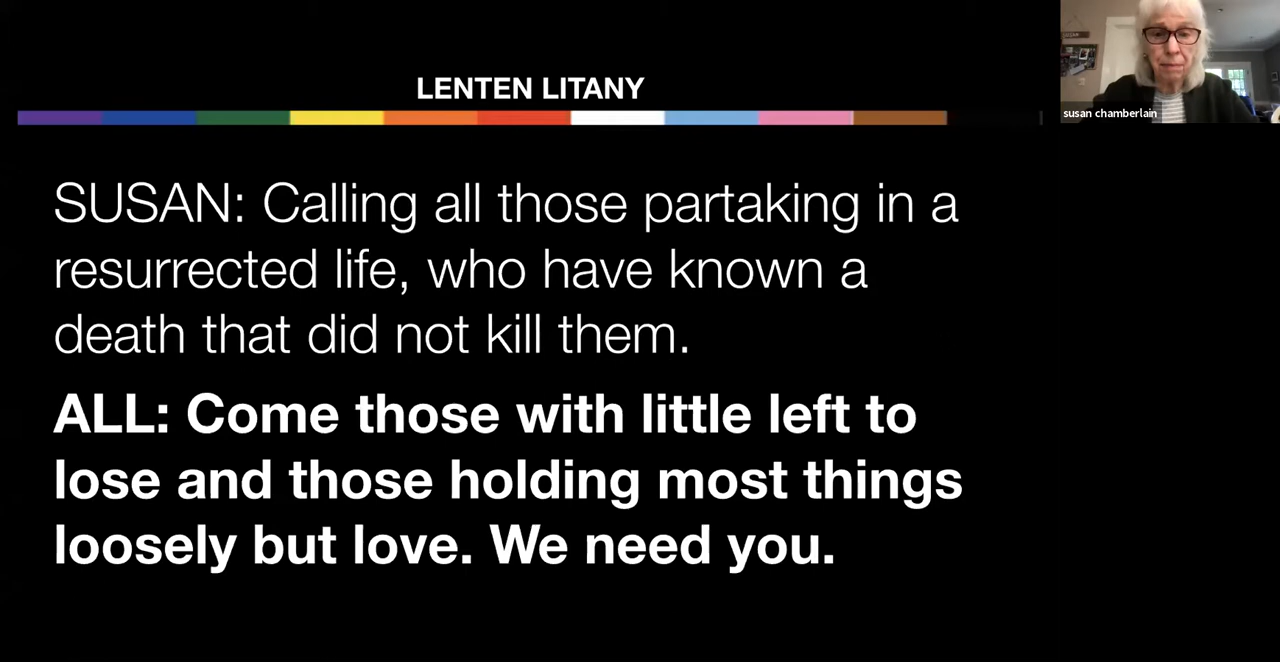 LENTEN LITANY
susan chamberlain
SUSAN: Calling all those partaking in a
resurrected life, who have known a
death that did not kill them.
ALL: Come those with little left to
lose and those holding most things
loosely but love. We need you.